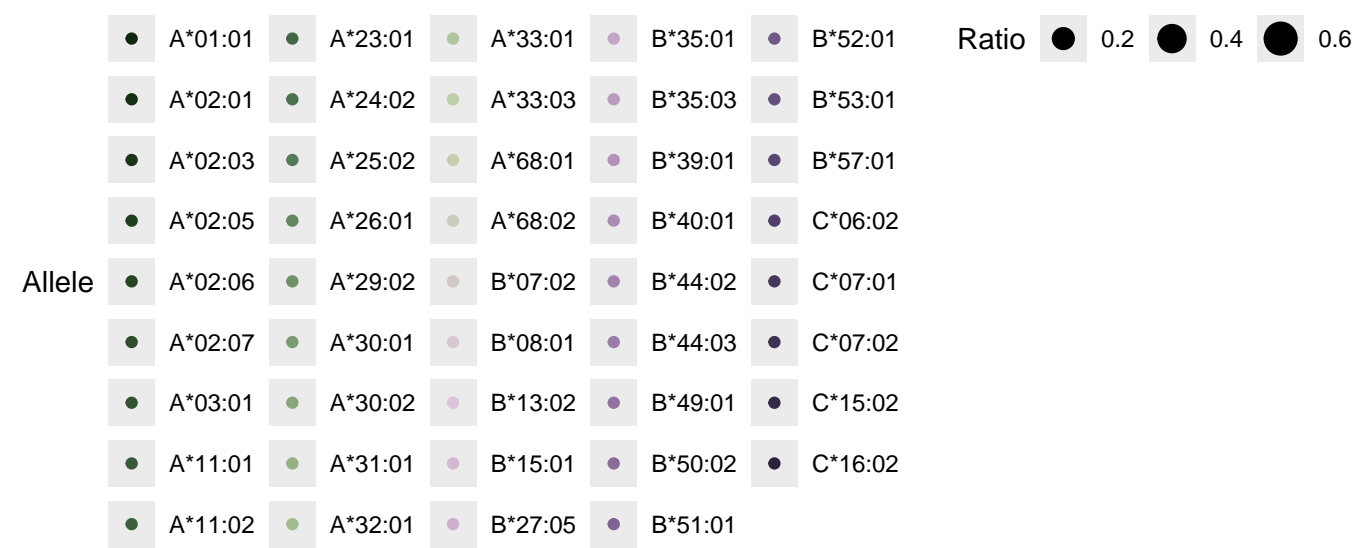 A*01:01 A*23:01 A*33:01 B*35:01 B*52:01 Ratio 0.2 0.4 0.6
A*02:01 A*24:02 A*33:03 B*35:03 B*53:01
A*02:03 A*25:02 A*68:01 B*39:01 B*57:01
A*02:05 A*26:01 A*68:02 B*40:01 C*06:02
Allele A*02:06 A*29:02 B*07:02 B*44:02 C*07:01
A*02:07 A*30:01 B*08:01 B*44:03 C*07:02
A*03:01 A*30:02 B*13:02 B*49:01 C*15:02
A*11:01 A*31:01 B*15:01 B*50:02 C*16:02
A*11:02 A*32:01 B*27:05 B*51:01